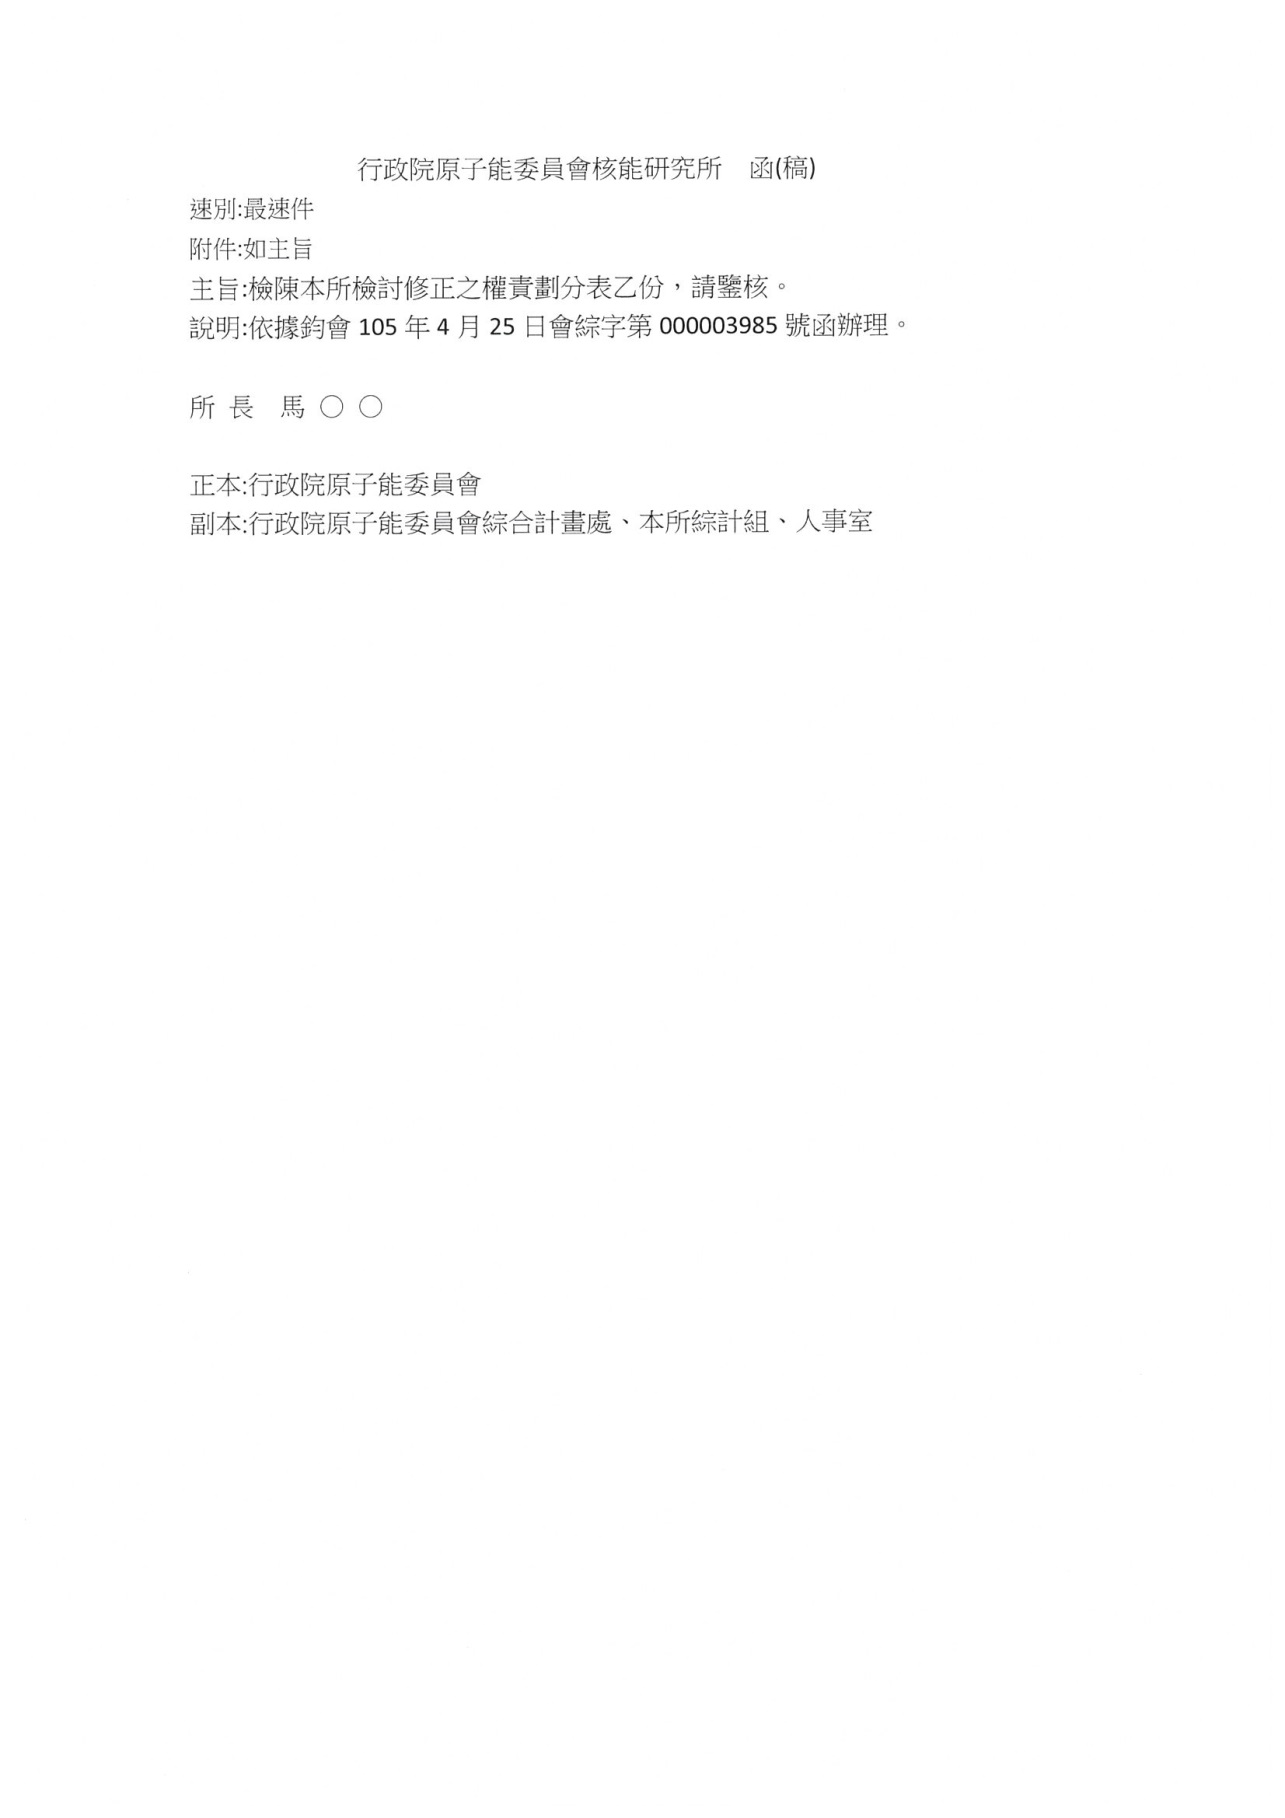 行政院原子能委員會核能研究所　函(稿)
速別:最速件
附件:如主旨
主旨:檢陳本所檢討修正之權責劃分表乙份，請鑒核。
說明:依據鈞會 105 年 4 月 25 日會綜字第 000003985 號函辦理。
所 長　馬 ○ ○
正本:行政院原子能委員會
副本:行政院原子能委員會綜合計畫處、本所綜計組、人事室